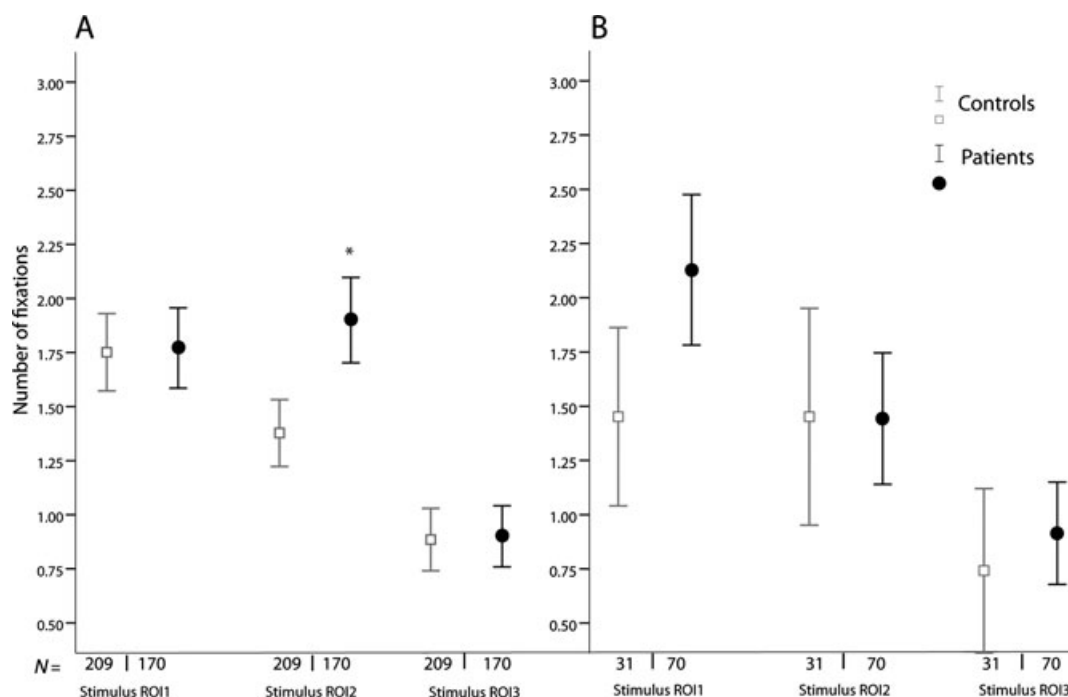 A
B
3.00
2.75
2.50
2.25
2.00
1.75
1.50
1.25
1.00
0.75
0.50
Number of fixations
*
3.00
2.75
2.50
2.25
2.00
1.75
1.50
1.25
1.00
0.75
0.50
Controls
Patients
N= 209 170 209 170 209 170
Stimulus ROI1 Stimulus ROI2 Stimulus ROI3
31 70 31 70 31 70
Stimulus ROI1 Stimulus ROI2 Stimulus ROI3